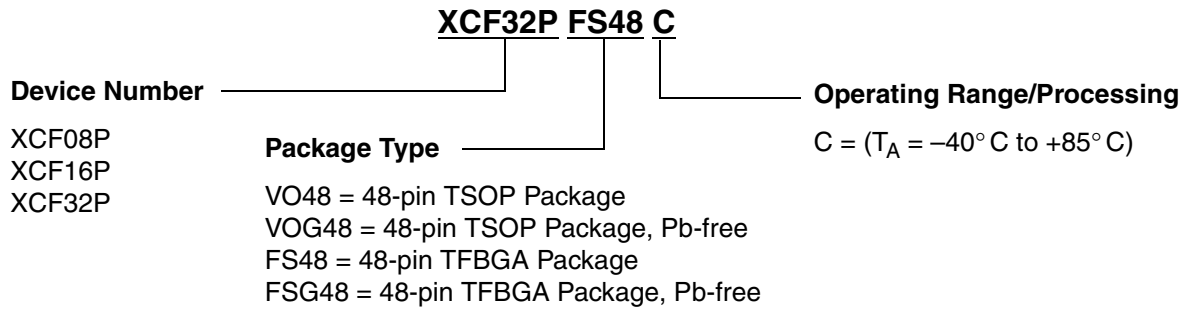 XCF32P FS48 C
Device Number
XCF08P
XCF16P
XCF32P
Package Type
VO48 = 48-pin TSOP Package
VOG48 = 48-pin TSOP Package, Pb-free
FS48 = 48-pin TFBGA Package
FSG48 = 48-pin TFBGA Package, Pb-free
Operating Range/Processing
C = (TA = –40° C to +85° C)